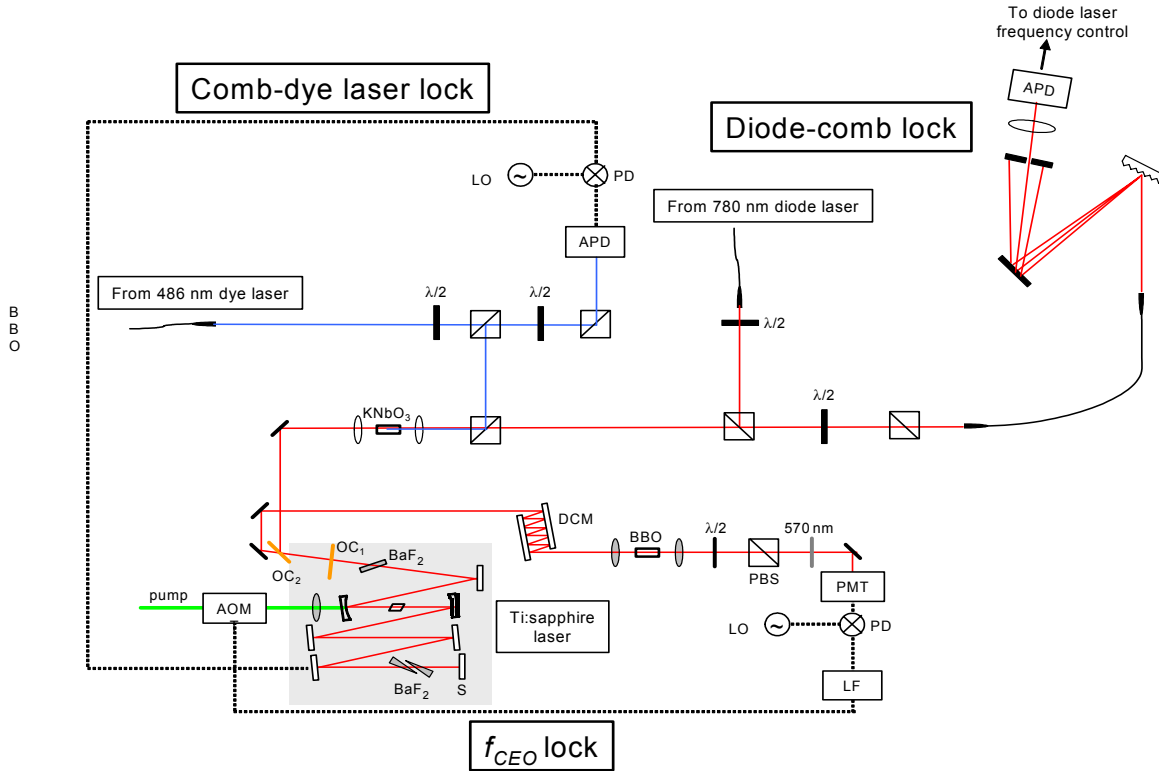 To diode laser
frequency control
APD
Comb-dye laser lock
Diode-comb lock
LO
PD
From 780 nm diode laser
APD
From 486 nm dye laser
λ/2
λ/2
λ/2
B
B
O
KNbO3
λ/2
DCM
OC1
BaF2
OC2
BBO
λ/2
570 nm
PBS
pump
AOM
Ti:sapphire
laser
PMT
LO
PD
BaF2
S
LF
fCEO lock